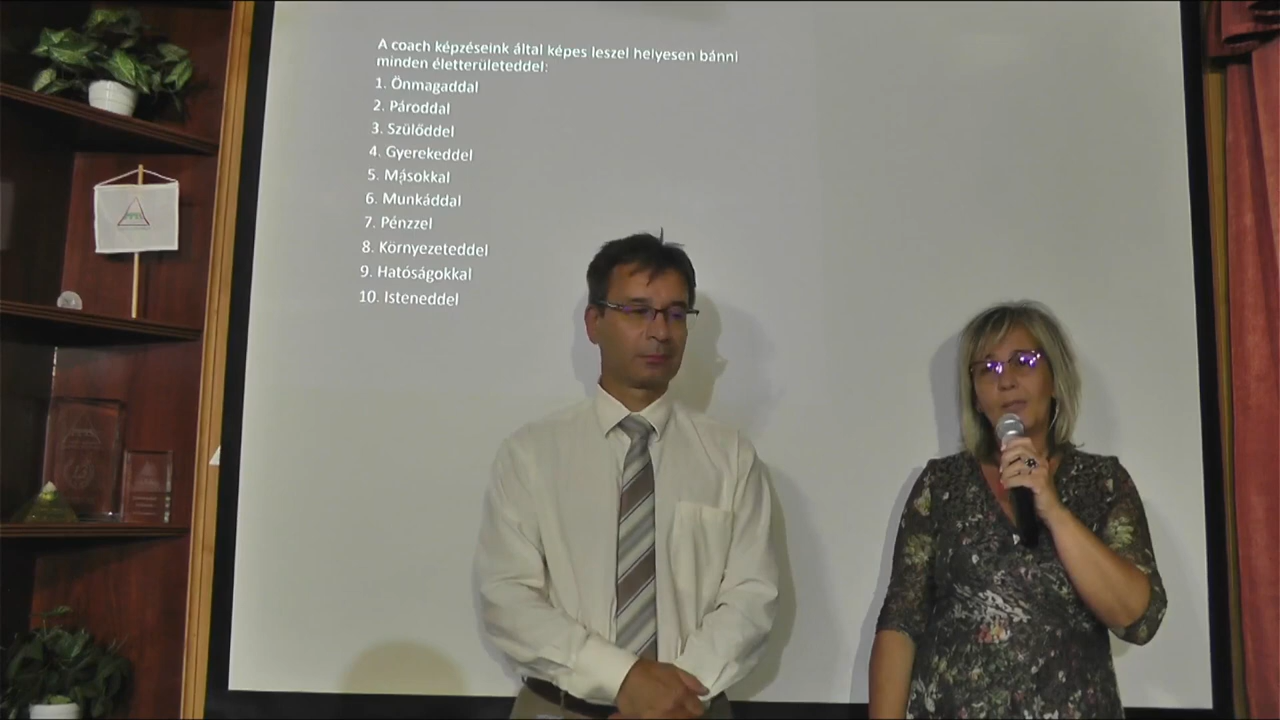 A coach képzéseink által képes leszel helyesen bánni
minden életterületeddel:
1. Önmagaddal
2. Pároddal
3. Szülőddel
4. Gyerekeddel
5. Másokkal
6. Munkáddal
7. Pénzzel
8. Környezeteddel
9. Hatóságokkal
10. Isteneddel